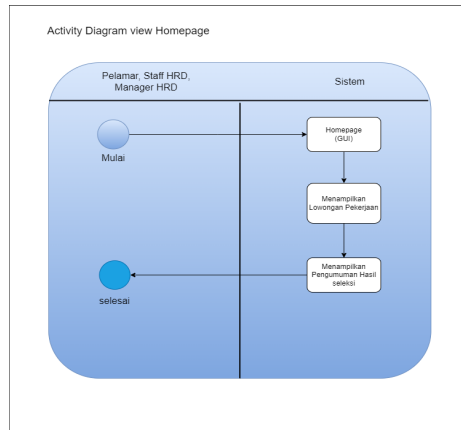 Activity Diagram view Homepage
Pelamar, Staff HRD,
Manager HRD
Sistem
Mulai
Homepage
(GUI)
Menampilkan
Lowongan Pekerjaan
Menampilkan
Pengumuman Hasil
seleksi
selesai